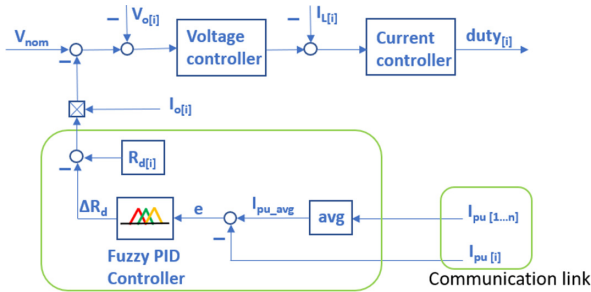 V_nom
V_o[i]
Voltage
controller
I_L[i]
Current
controller
duty_[i]
I_o[i]
R_d[i]
ΔR_d
Fuzzy PID
Controller
e
I_pu_avg
avg
I_pu [1...n]
I_pu [i]
Communication link